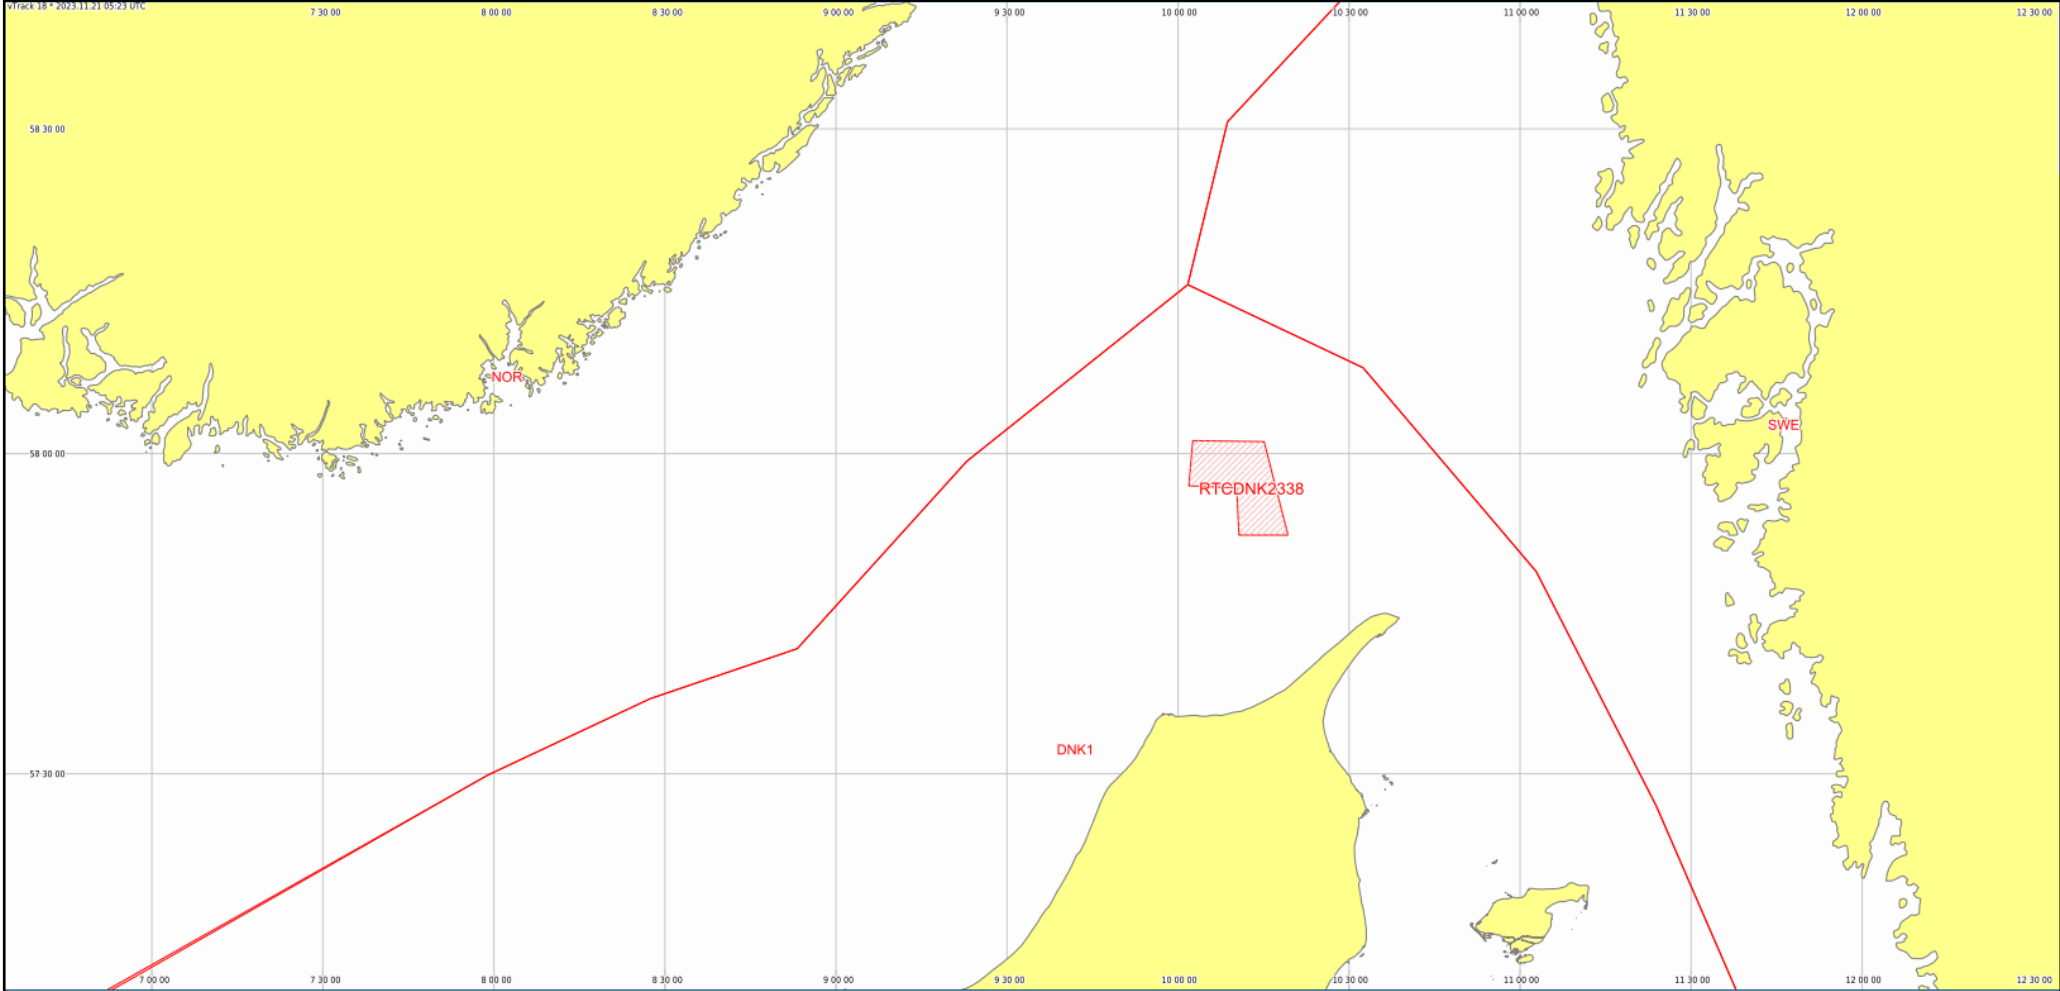 vTrack 18 * 2023.11.21 05:23 UTC
7 30 00 8 00 00 8 30 00 9 00 00 9 30 00 10 00 00 10 30 00 11 00 00 11 30 00 12 00 00 12 30 00
58 30 00
NOR
SWE
58 00 00
RTCDNK2338
DNK1
57 30 00
7 00 00 7 30 00 8 00 00 8 30 00 9 00 00 9 30 00 10 00 00 10 30 00 11 00 00 11 30 00 12 00 00 12 30 00